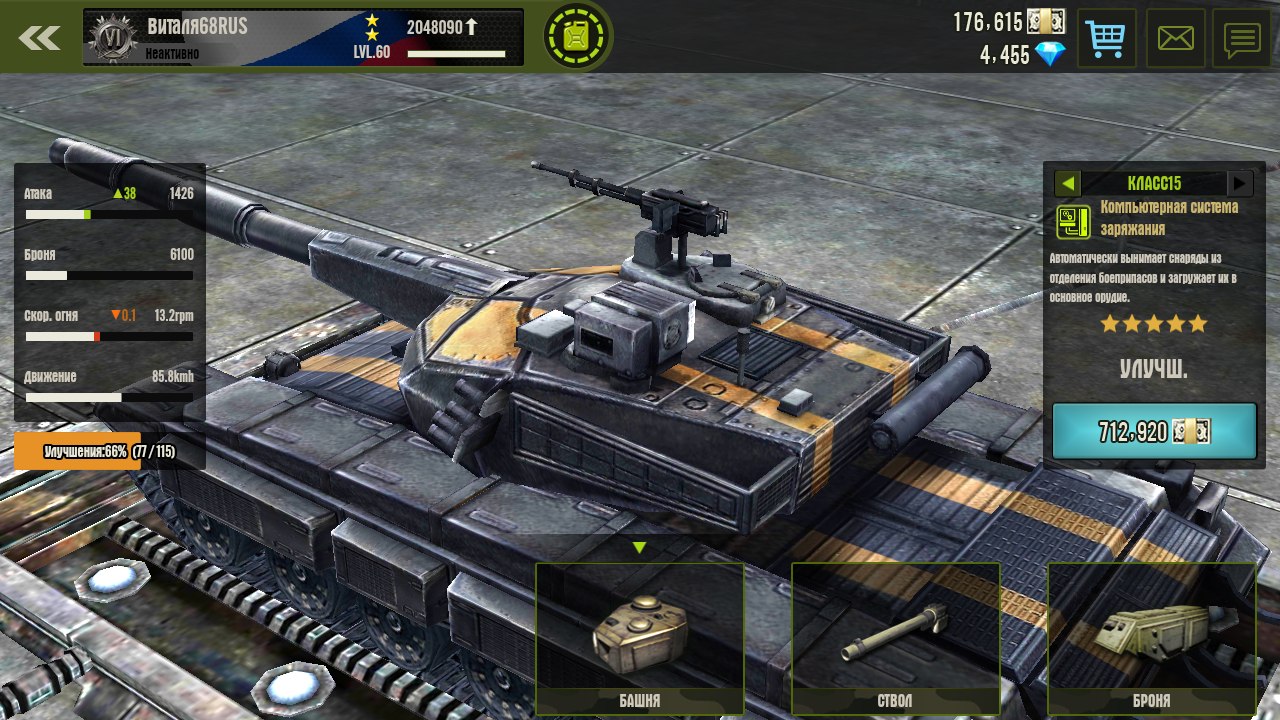 VI
Виталя68RUS
Неактивно
LVL.60
2048090
176,615
4,455
Атака
38
1426
Броня
6100
Скор. огня
0.1
13.2rpm
Движение
85.8kmh
Улучшения:66% (77 / 115)
КЛАСС15
Компьютерная система
заряжания
Автоматически вынимает снаряды из
отделения боеприпасов и загружает их в
основное орудие.
УЛУЧШ.
712,920
БАШНЯ
СТВОЛ
БРОНЯ